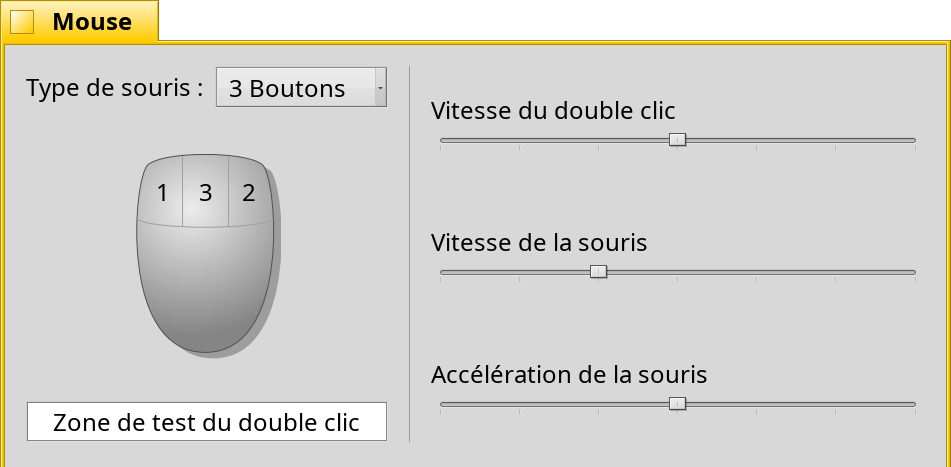 Mouse
Type de souris : 3 Boutons
1 3 2
Zone de test du double clic
Vitesse du double clic
Vitesse de la souris
Accélération de la souris